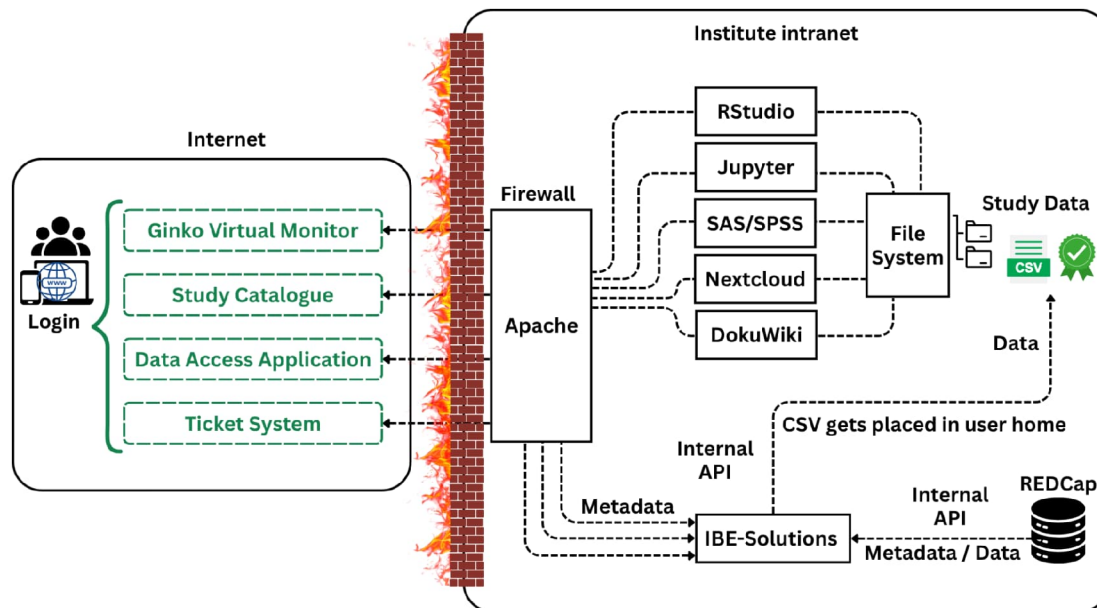 Institute intranet
Internet
Login
www
Ginko Virtual Monitor
Study Catalogue
Data Access Application
Ticket System
Firewall
Apache
RStudio
Jupyter
SAS/SPSS
Nextcloud
DokuWiki
File
System
Study Data
CSV
Data
CSV gets placed in user home
Internal
API
Metadata
IBE-Solutions
Internal
API
Metadata / Data
REDCap